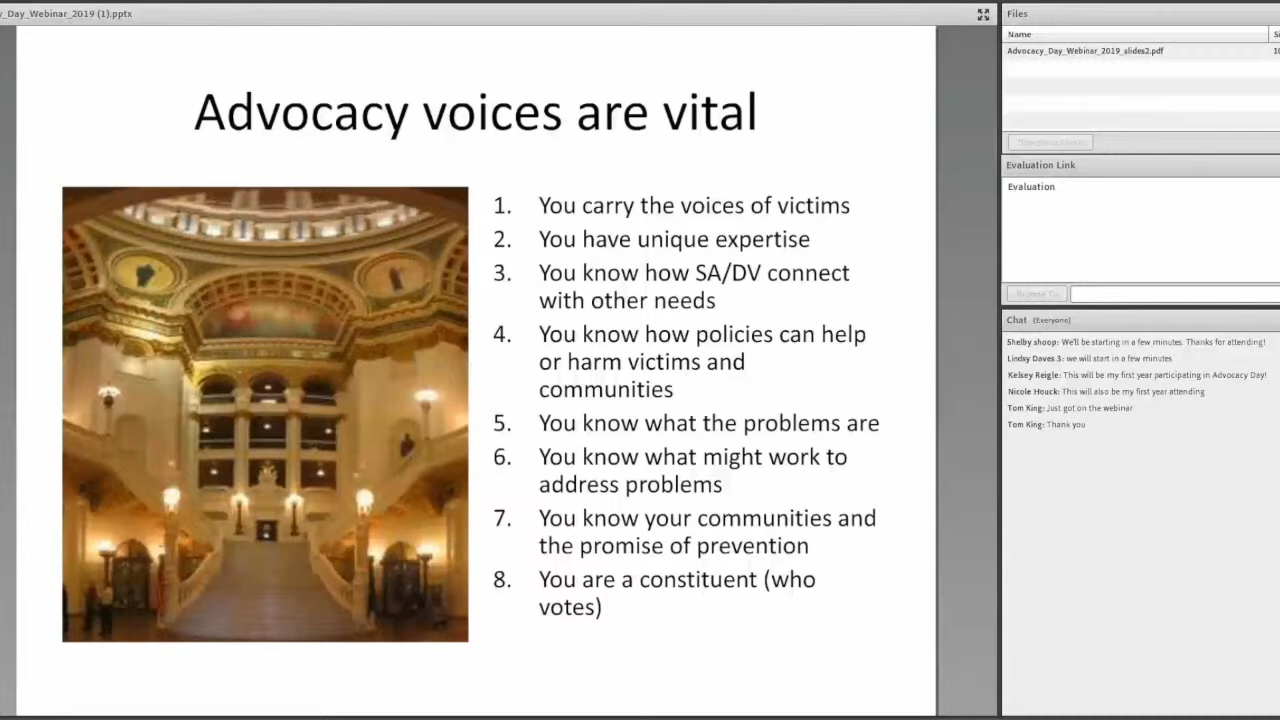 y_Day_Webinar_2019 (1).pptx
Advocacy voices are vital
1. You carry the voices of victims
2. You have unique expertise
3. You know how SA/DV connect
with other needs
4. You know how policies can help
or harm victims and
communities
5. You know what the problems are
6. You know what might work to
address problems
7. You know your communities and
the promise of prevention
8. You are a constituent (who
votes)
Files
Name Si
Advocacy_Day_Webinar_2019_slides2.pdf 10
Evaluation Link
Evaluation
Browse To
Chat (Everyone)
Shelby shoop: We'll be starting in a few minutes. Thanks for attending!
Lindsy Daves 3: we will start in a few minutes
Kelsey Reigle: This will be my first year participating in Advocacy Day!
Nicole Houck: This will also be my first year attending
Tom King: Just got on the webinar
Tom King: Thank you